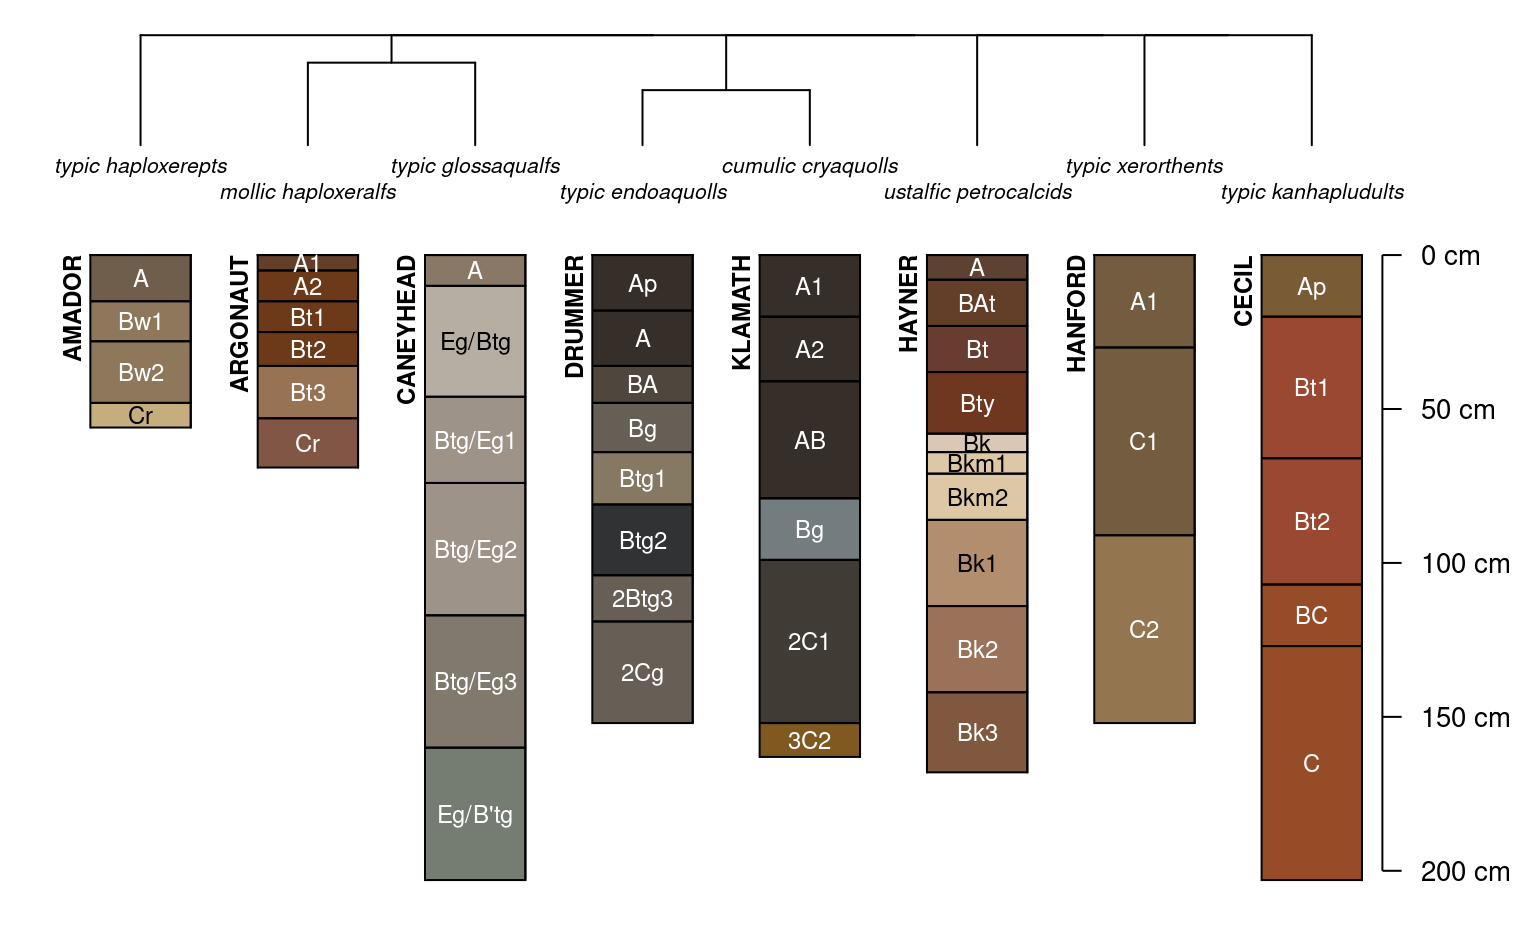 typic haploxerepts
typic glossaqualfs
cumulic cryaquolls
typic xerorthents
mollic haploxeralfs
typic endoaquolls
ustalfic petrocalcids
typic kanhapludults
AMADOR
A
Bw1
Bw2
Cr
ARGONAUT
A1
A2
Bt1
Bt2
Bt3
Cr
CANEYHEAD
A
Eg/Btg
Btg/Eg1
Btg/Eg2
Btg/Eg3
Eg/B'tg
DRUMMER
Ap
A
BA
Bg
Btg1
Btg2
2Btg3
2Cg
KLAMATH
A1
A2
AB
Bg
2C1
3C2
HAYNER
A
BAt
Bt
Bty
Bk
Bkm1
Bkm2
Bk1
Bk2
Bk3
HANFORD
A1
C1
C2
CECIL
Ap
Bt1
Bt2
BC
C
0 cm
50 cm
100 cm
150 cm
200 cm